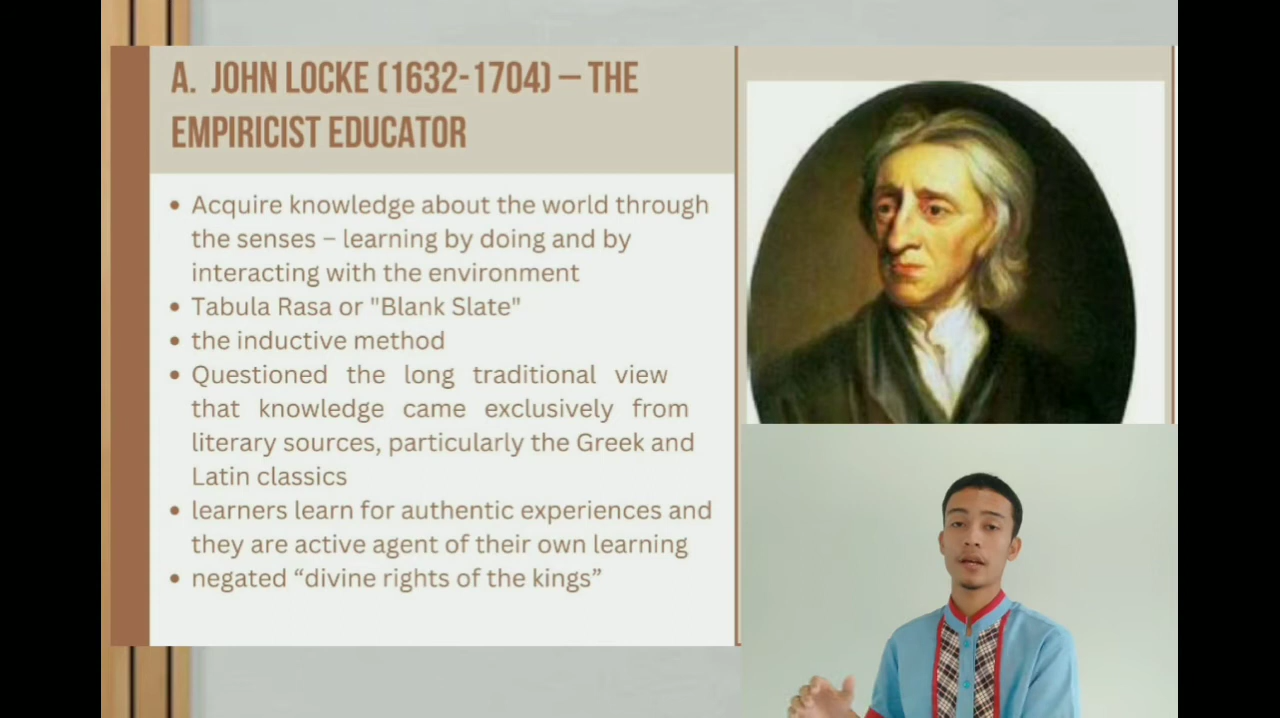 A. JOHN LOCKE (1632-1704) – THE
EMPIRICIST EDUCATOR
• Acquire knowledge about the world through
the senses – learning by doing and by
interacting with the environment
• Tabula Rasa or "Blank Slate"
• the inductive method
• Questioned the long traditional view
that knowledge came exclusively from
literary sources, particularly the Greek and
Latin classics
• learners learn for authentic experiences and
they are active agent of their own learning
• negated “divine rights of the kings”